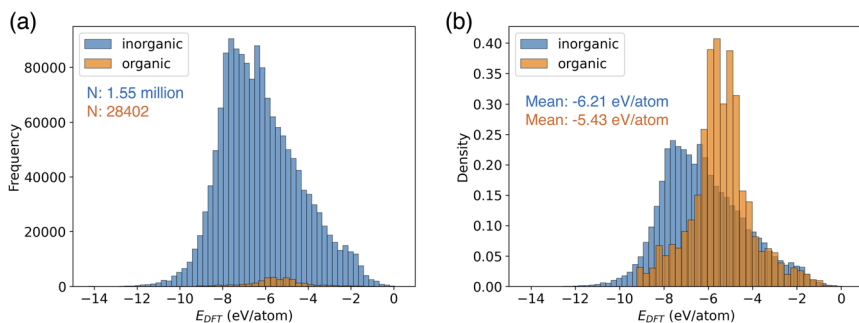 (a)
inorganic
organic
N: 1.55 million
N: 28402
Frequency
80000
60000
40000
20000
0
−14 −12 −10 −8 −6 −4 −2 0
E_DFT (eV/atom)
(b)
inorganic
organic
Mean: -6.21 eV/atom
Mean: -5.43 eV/atom
Density
0.40
0.35
0.30
0.25
0.20
0.15
0.10
0.05
0.00
−14 −12 −10 −8 −6 −4 −2 0
E_DFT (eV/atom)